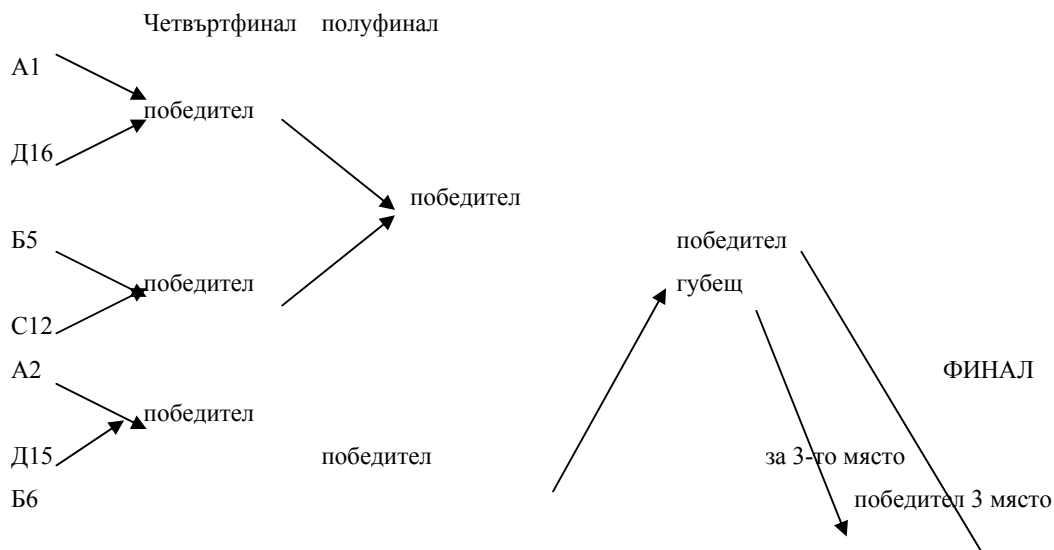 Четвъртфинал полуфинал
А1
победител
Д16
победител
Б5
победител
победител
губещ
С12
А2
ФИНАЛ
победител
Д15
победител
за 3-то място
Б6
победител 3 място